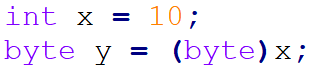 int x = 10;
byte y = (byte)x;